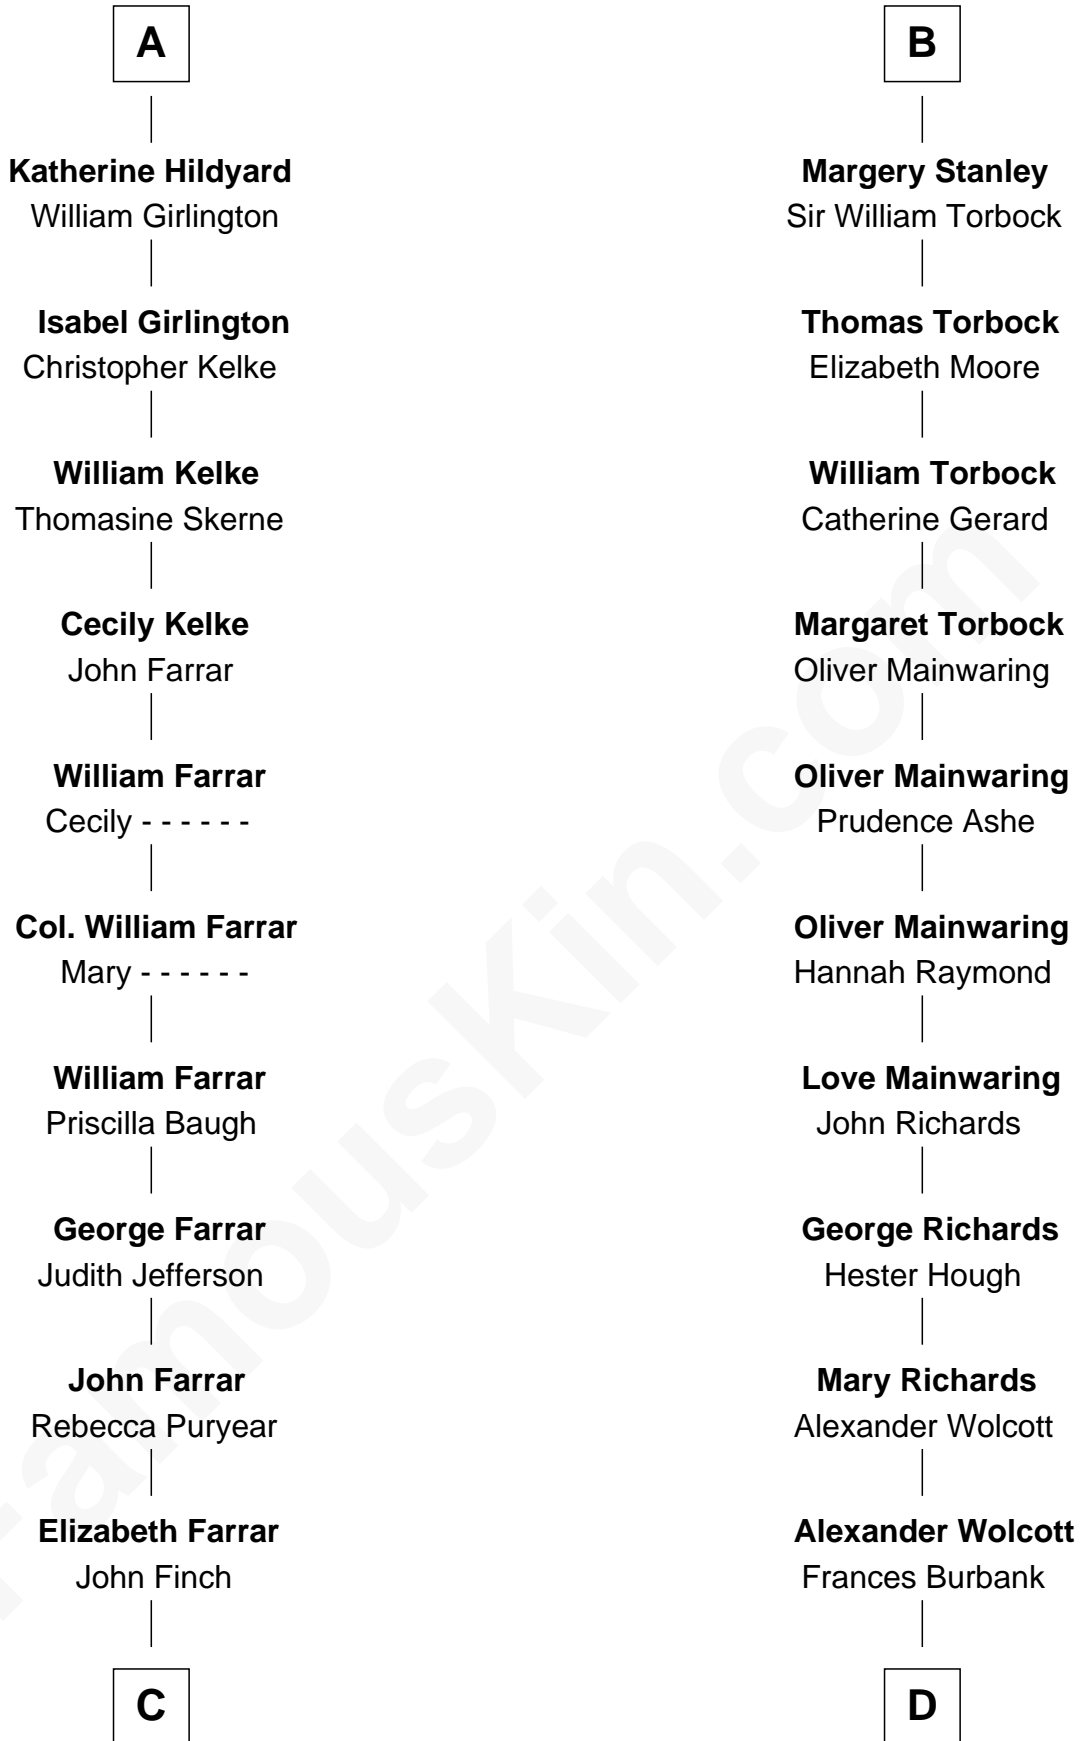 A
Katherine Hildyard
William Girlington
Isabel Girlington
Christopher Kelke
William Kelke
Thomasine Skerne
Cecily Kelke
John Farrar
William Farrar
Cecily - - - - - -
Col. William Farrar
Mary - - - - - -
William Farrar
Priscilla Baugh
George Farrar
Judith Jefferson
John Farrar
Rebecca Puryear
Elizabeth Farrar
John Finch
C
B
Margery Stanley
Sir William Torbock
Thomas Torbock
Elizabeth Moore
William Torbock
Catherine Gerard
Margaret Torbock
Oliver Mainwaring
Oliver Mainwaring
Prudence Ashe
Oliver Mainwaring
Hannah Raymond
Love Mainwaring
John Richards
George Richards
Hester Hough
Mary Richards
Alexander Wolcott
Alexander Wolcott
Frances Burbank
D
FamousKin.com